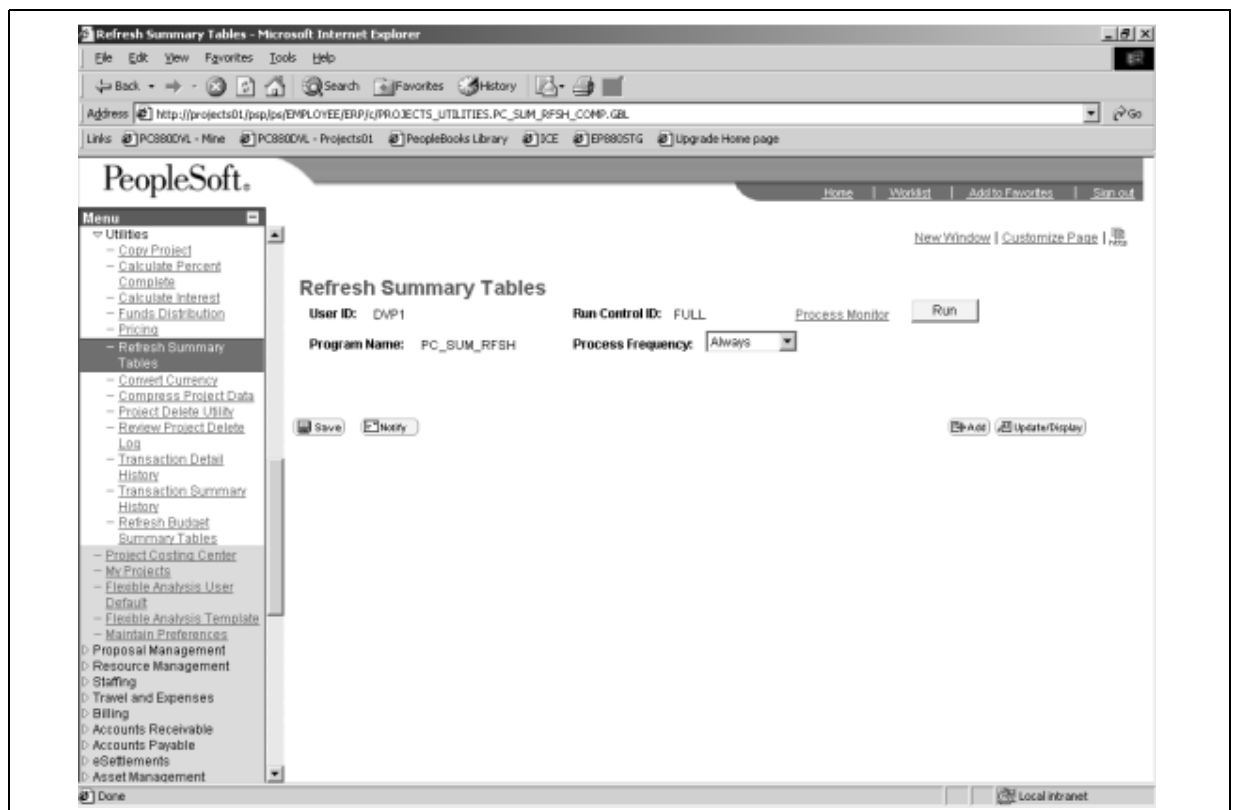 Refresh Summary Tables - Microsoft Internet Explorer
File Edit View Favorites Tools Help
Back Search Favorites History
Address http://projects01/psp/ps/EMPLOYEE/ERP/c/PROJECTS_UTILITIES.PC_SUM_RFSH_COMP.GBL Go
Links PC880DVL - Mine PC880DVL - Projects01 PeopleBooks Library ICE EP880STG Upgrade Home page
PeopleSoft.
Home | Worklist | Add to Favorites | Sign out
Menu
Utilities
– Copy Project
– Calculate Percent
Complete
– Calculate Interest
– Funds Distribution
– Pricing
– Refresh Summary
Tables
– Convert Currency
– Compress Project Data
– Project Delete Utility
– Review Project Delete
Log
– Transaction Detail
History
– Transaction Summary
History
– Refresh Budget
Summary Tables
– Project Costing Center
– My Projects
– Flexible Analysis User
Default
– Flexible Analysis Template
– Maintain Preferences
Proposal Management
Resource Management
Staffing
Travel and Expenses
Billing
Accounts Receivable
Accounts Payable
eSettlements
Asset Management
New Window | Customize Page |
Refresh Summary Tables
User ID: DVP1 Run Control ID: FULL Process Monitor Run
Program Name: PC_SUM_RFSH Process Frequency: Always
Save Notify Add Update/Display
Done Local intranet